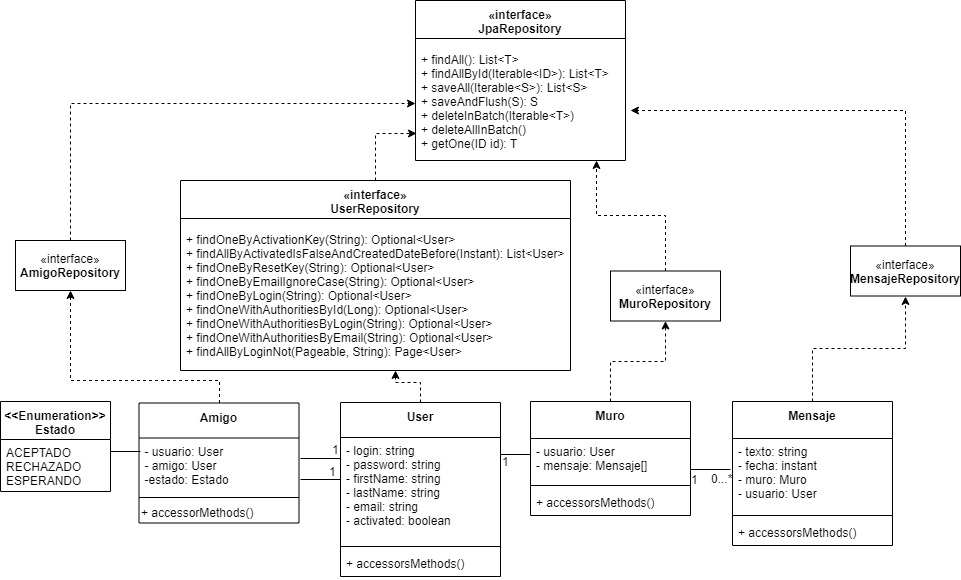 «interface»
JpaRepository
+ findAll(): List<T>
+ findAllById(Iterable<ID>): List<T>
+ saveAll(Iterable<S>): List<S>
+ saveAndFlush(S): S
+ deleteInBatch(Iterable<T>)
+ deleteAllInBatch()
+ getOne(ID id): T
«interface»
UserRepository
+ findOneByActivationKey(String): Optional<User>
+ findAllByActivatedIsFalseAndCreatedDateBefore(Instant): List<User>
+ findOneByResetKey(String): Optional<User>
+ findOneByEmailIgnoreCase(String): Optional<User>
+ findOneByLogin(String): Optional<User>
+ findOneWithAuthoritiesById(Long): Optional<User>
+ findOneWithAuthoritiesByLogin(String): Optional<User>
+ findOneWithAuthoritiesByEmail(String): Optional<User>
+ findAllByLoginNot(Pageable, String): Page<User>
«interface»
AmigoRepository
«interface»
MuroRepository
«interface»
MensajeRepository
<<Enumeration>>
Estado
ACEPTADO
RECHAZADO
ESPERANDO
Amigo
- usuario: User
- amigo: User
-estado: Estado
+ accessorMethods()
1
1
User
- login: string
- password: string
- firstName: string
- lastName: string
- email: string
- activated: boolean
+ accessorsMethods()
1
Muro
- usuario: User
- mensaje: Mensaje[]
+ accessorsMethods()
1
0...*
Mensaje
- texto: string
- fecha: instant
- muro: Muro
- usuario: User
+ accessorsMethods()